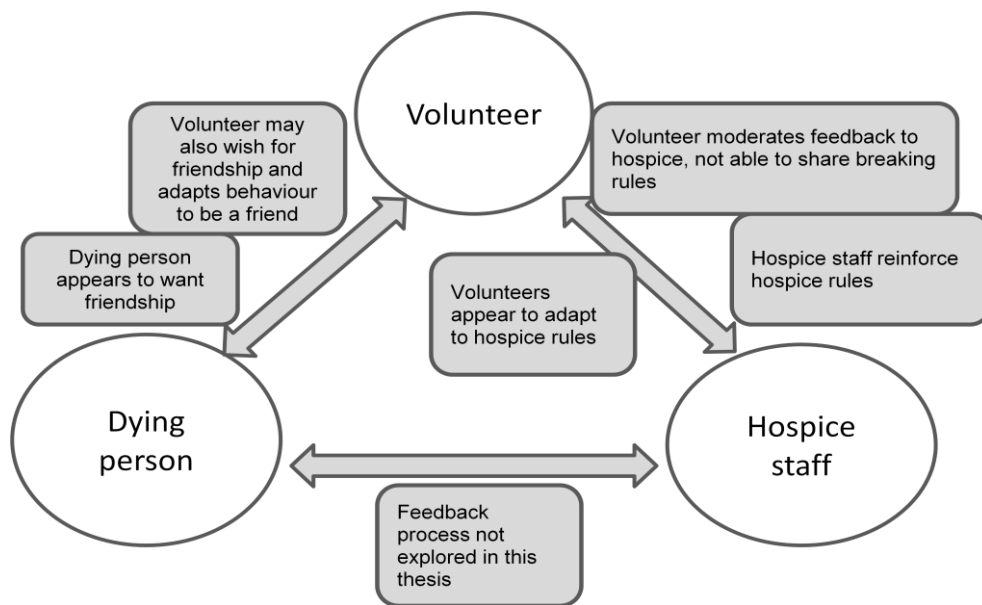 Volunteer
Volunteer may
also wish for
friendship and
adapts behaviour
to be a friend
Volunteer moderates feedback to
hospice, not able to share breaking
rules
Dying person
appears to want
friendship
Hospice staff reinforce
hospice rules
Volunteers
appear to adapt
to hospice rules
Dying
person
Hospice
staff
Feedback
process not
explored in this
thesis